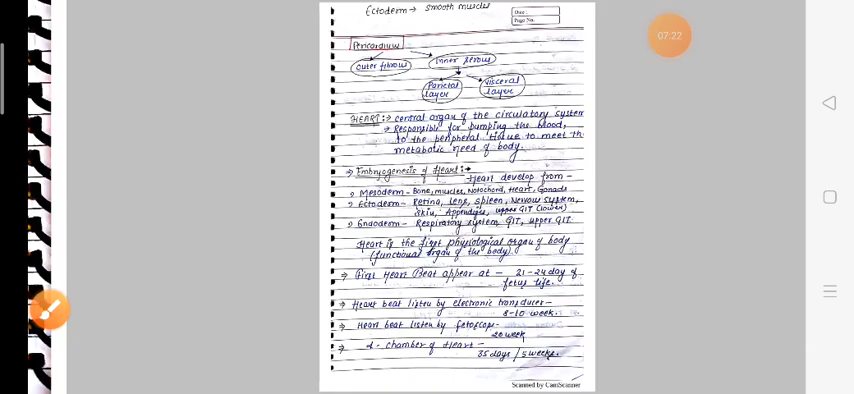 Ectoderm → smooth muscles
Date :
Page No.
07:22
Pericardium
Outer fibrous
inner serous
Parietal layer
Visceral layer
HEART :→ central organ of the circulatory system
→ Responsible for pumping the blood,
to the peripheral tissue to meet the
metabolic need of body.
⇒ Embryogenesis of Heart :→
Heart develop from –
Mesoderm – Bone, muscles, Notochord, Heart, Gonads
Ectoderm – Retina, Lens, spleen, Nervous system,
skin, Appendages, upper GIT (lower)
Endoderm – Respiratory system, GIT, upper GIT
Heart is the first physiological organ of body
(functional organ of the body).
⇒ First Heart Beat appear at – 21-24 day of
fetus life.
⇒ Heart beat listen by electronic transducer –
8-10 week.
⇒ Heart beat listen by fetoscope –
20 week
⇒ chamber of Heart –
35 days / 5 weeks.
Scanned by CamScanner